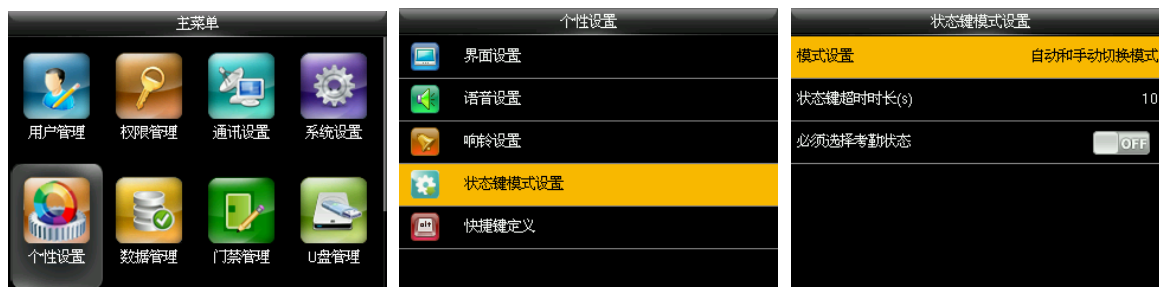 主菜单
用户管理 权限管理 通讯设置 系统设置
个性设置 数据管理 门禁管理 U盘管理
个性设置
界面设置
语音设置
响铃设置
状态键模式设置
alt 快捷键定义
状态键模式设置
模式设置 自动和手动切换模式
状态键超时时长(s) 10
必须选择考勤状态 OFF